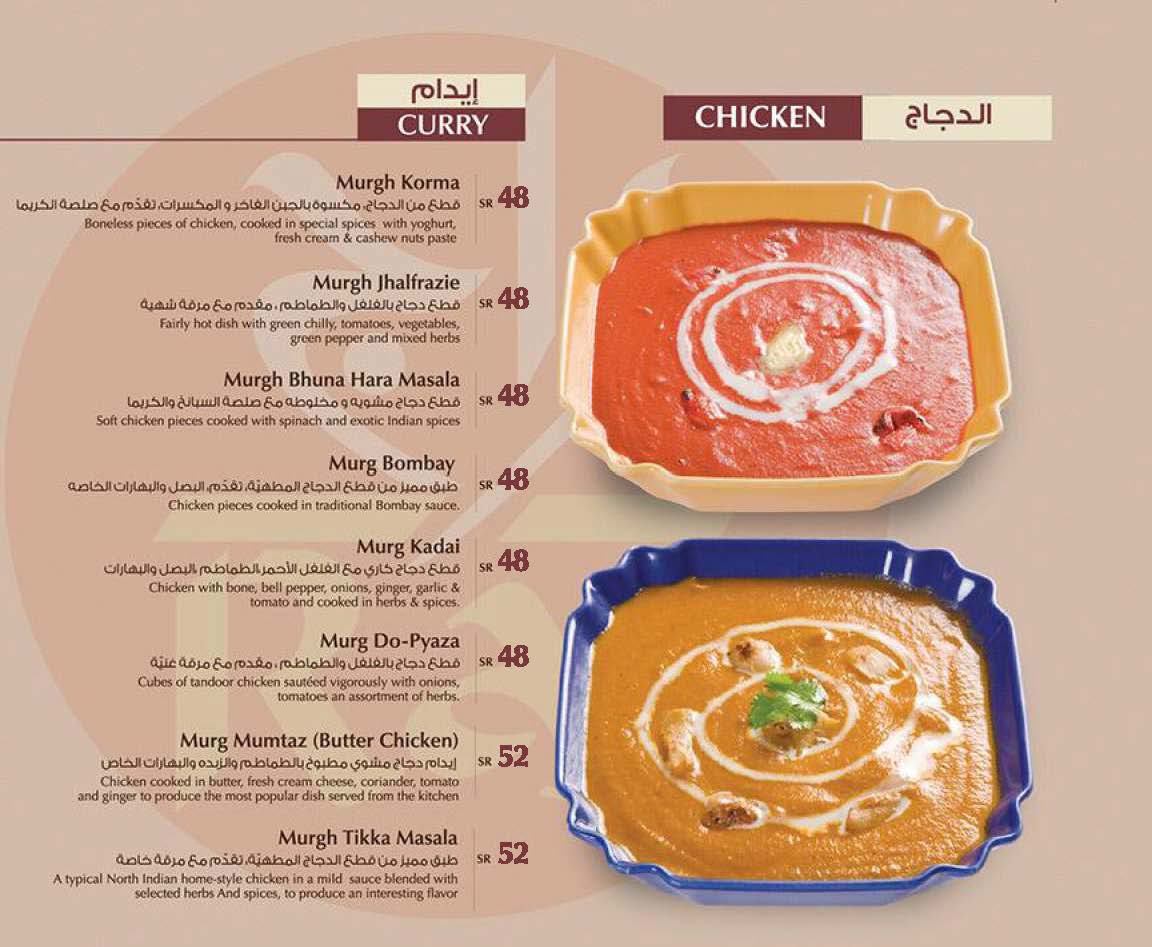 إيدام
CURRY
CHICKEN
الدجاج
Murgh Korma
قطع من الدجاج، مكسوة بالجبن الفاخر و المكسرات، تقدّم مع صلصة الكريما
Boneless pieces of chicken, cooked in special spices with yoghurt,
fresh cream & cashew nuts paste
SR 48
Murgh Jhalfrazie
قطع دجاج بالفلفل والطماطم ، مقدم مع مرقة شهية
Fairly hot dish with green chilly, tomatoes, vegetables,
green pepper and mixed herbs
SR 48
Murgh Bhuna Hara Masala
قطع دجاج مشويه و مخلوطه مع صلصة السبانخ والكريما
Soft chicken pieces cooked with spinach and exotic Indian spices
SR 48
Murg Bombay
طبق مميز من قطع الدجاج المطهيّة، تقدّم، البصل والبهارات الخاصه
Chicken pieces cooked in traditional Bombay sauce.
SR 48
Murg Kadai
قطع دجاج كاري مع الفلفل الأحمر،الطماطم ،البصل والبهارات
Chicken with bone, bell pepper, onions, ginger, garlic &
tomato and cooked in herbs & spices.
SR 48
Murg Do-Pyaza
قطع دجاج بالفلفل والطماطم ، مقدم مع مرقة غنيّة
Cubes of tandoor chicken sautéed vigorously with onions,
tomatoes an assortment of herbs.
SR 48
Murg Mumtaz (Butter Chicken)
إيدام دجاج مشوي مطبوخ بالطماطم والزبده والبهارات الخاص
Chicken cooked in butter, fresh cream cheese, coriander, tomato
and ginger to produce the most popular dish served from the kitchen
SR 52
Murgh Tikka Masala
طبق مميز من قطع الدجاج المطهيّة، تقدّم مع مرقة خاصة
A typical North Indian home-style chicken in a mild sauce blended with
selected herbs And spices, to produce an interesting flavor
SR 52